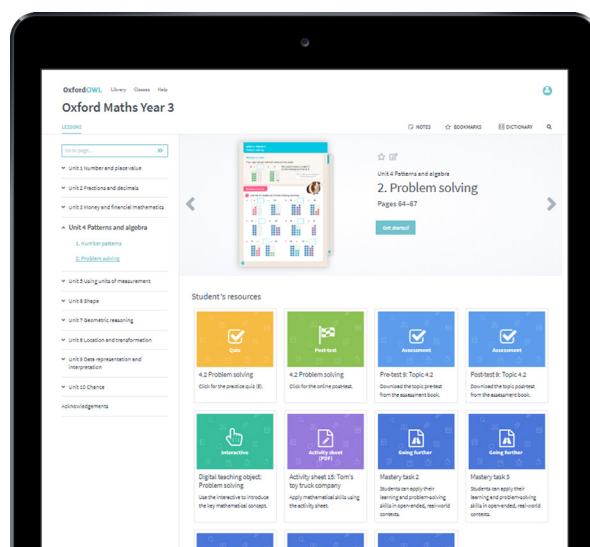 OxfordOWL Library Classes Help
Oxford Maths Year 3
LESSONS
NOTES BOOKMARKS DICTIONARY
Go to page...
Unit 1 Number and place value
Unit 2 Fractions and decimals
Unit 3 Money and financial mathematics
Unit 4 Patterns and algebra
1. Number patterns
2. Problem solving
Unit 5 Using units of measurement
Unit 6 Shape
Unit 7 Geometric reasoning
Unit 8 Location and transformation
Unit 9 Data representation and
interpretation
Unit 10 Chance
Acknowledgements
Unit 4 Patterns and algebra
2. Problem solving
Pages 64–67
Get started
Student's resources
Quiz
4.2 Problem solving
Click for the practice quiz (8).
Post-test
4.2 Problem solving
Click for the online post-test.
Assessment
Pre-test 9: Topic 4.2
Download the topic pre-test
from the assessment book.
Assessment
Post-test 9: Topic 4.2
Download the topic post-test
from the assessment book.
Interactive
Digital teaching object:
Problem solving
Use the interactive to introduce
the key mathematical concept.
Activity sheet
(PDF)
Activity sheet 15: Tom's
toy truck company
Apply mathematical skills using
the activity sheet.
Going further
Mastery task 2
Students can apply their
learning and problem-solving
skills in open-ended, real-world
contexts.
Going further
Mastery task 3
Students can apply their
learning and problem-solving
skills in open-ended, real-world
contexts.